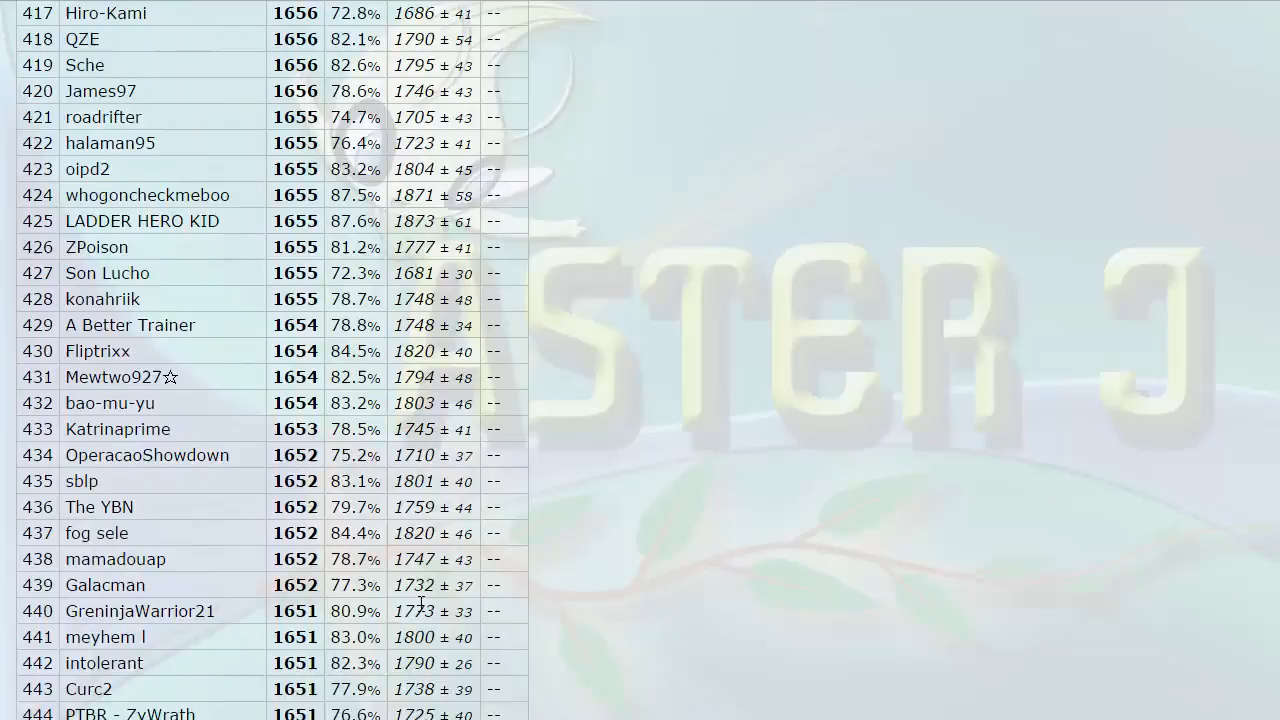 417 Hiro-Kami 1656 72.8% 1686 ± 41 --
418 QZE 1656 82.1% 1790 ± 54 --
419 Sche 1656 82.6% 1795 ± 43 --
420 James97 1656 78.6% 1746 ± 43 --
421 roadrifter 1655 74.7% 1705 ± 43 --
422 halaman95 1655 76.4% 1723 ± 41 --
423 oipd2 1655 83.2% 1804 ± 45 --
424 whogoncheckmeboo 1655 87.5% 1871 ± 58 --
425 LADDER HERO KID 1655 87.6% 1873 ± 61 --
426 ZPoison 1655 81.2% 1777 ± 41 --
427 Son Lucho 1655 72.3% 1681 ± 30 --
428 konahriik 1655 78.7% 1748 ± 48 --
429 A Better Trainer 1654 78.8% 1748 ± 34 --
430 Fliptrixx 1654 84.5% 1820 ± 40 --
431 Mewtwo927☆ 1654 82.5% 1794 ± 48 --
432 bao-mu-yu 1654 83.2% 1803 ± 46 --
433 Katrinaprime 1653 78.5% 1745 ± 41 --
434 OperacaoShowdown 1652 75.2% 1710 ± 37 --
435 sblp 1652 83.1% 1801 ± 40 --
436 The YBN 1652 79.7% 1759 ± 44 --
437 fog sele 1652 84.4% 1820 ± 46 --
438 mamadouap 1652 78.7% 1747 ± 43 --
439 Galacman 1652 77.3% 1732 ± 37 --
440 GreninjaWarrior21 1651 80.9% 1773 ± 33 --
441 meyhem l 1651 83.0% 1800 ± 40 --
442 intolerant 1651 82.3% 1790 ± 26 --
443 Curc2 1651 77.9% 1738 ± 39 --
444 PTBR - ZyWrath 1651 76.6% 1725 ± 40 --
ASTER J